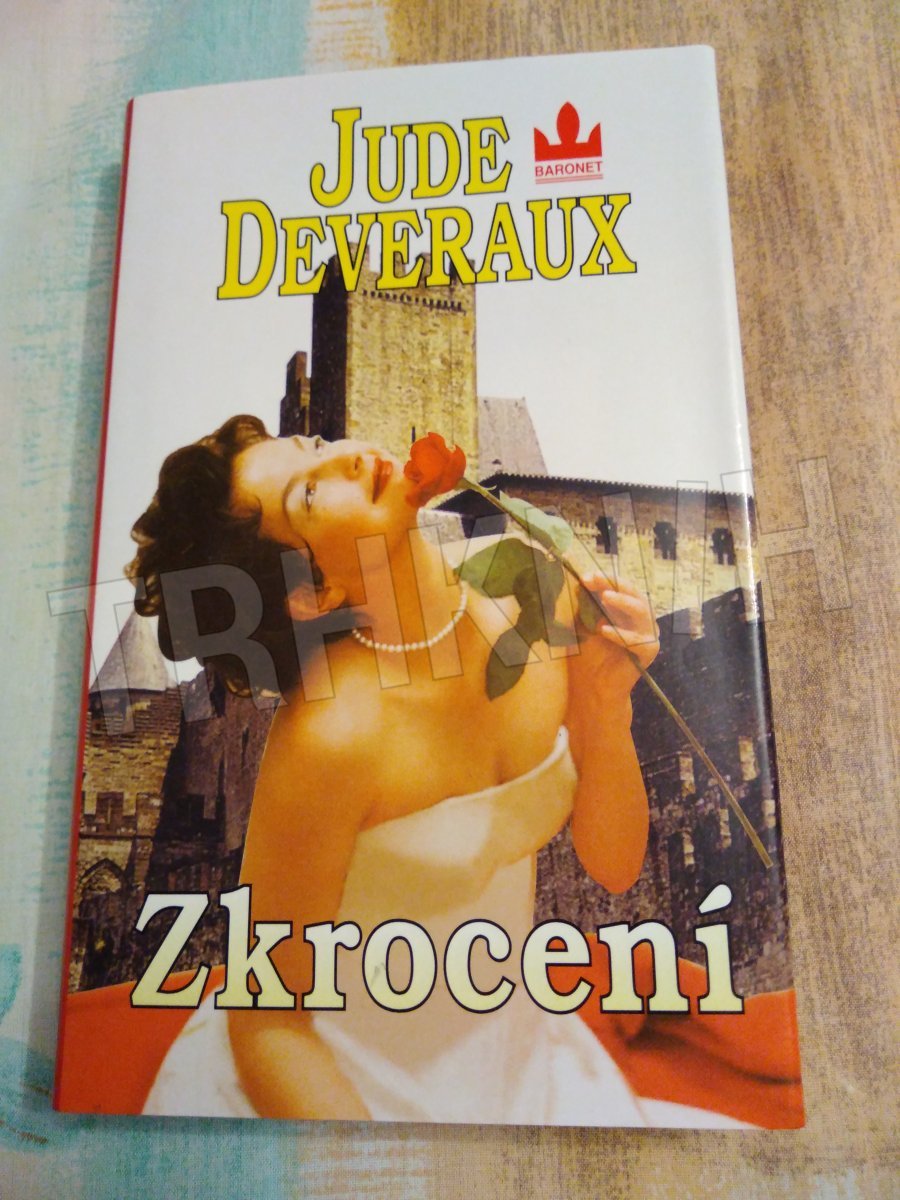 JUDE
DEVERAUX
BARONET
TRHKNIH
Zkrocení